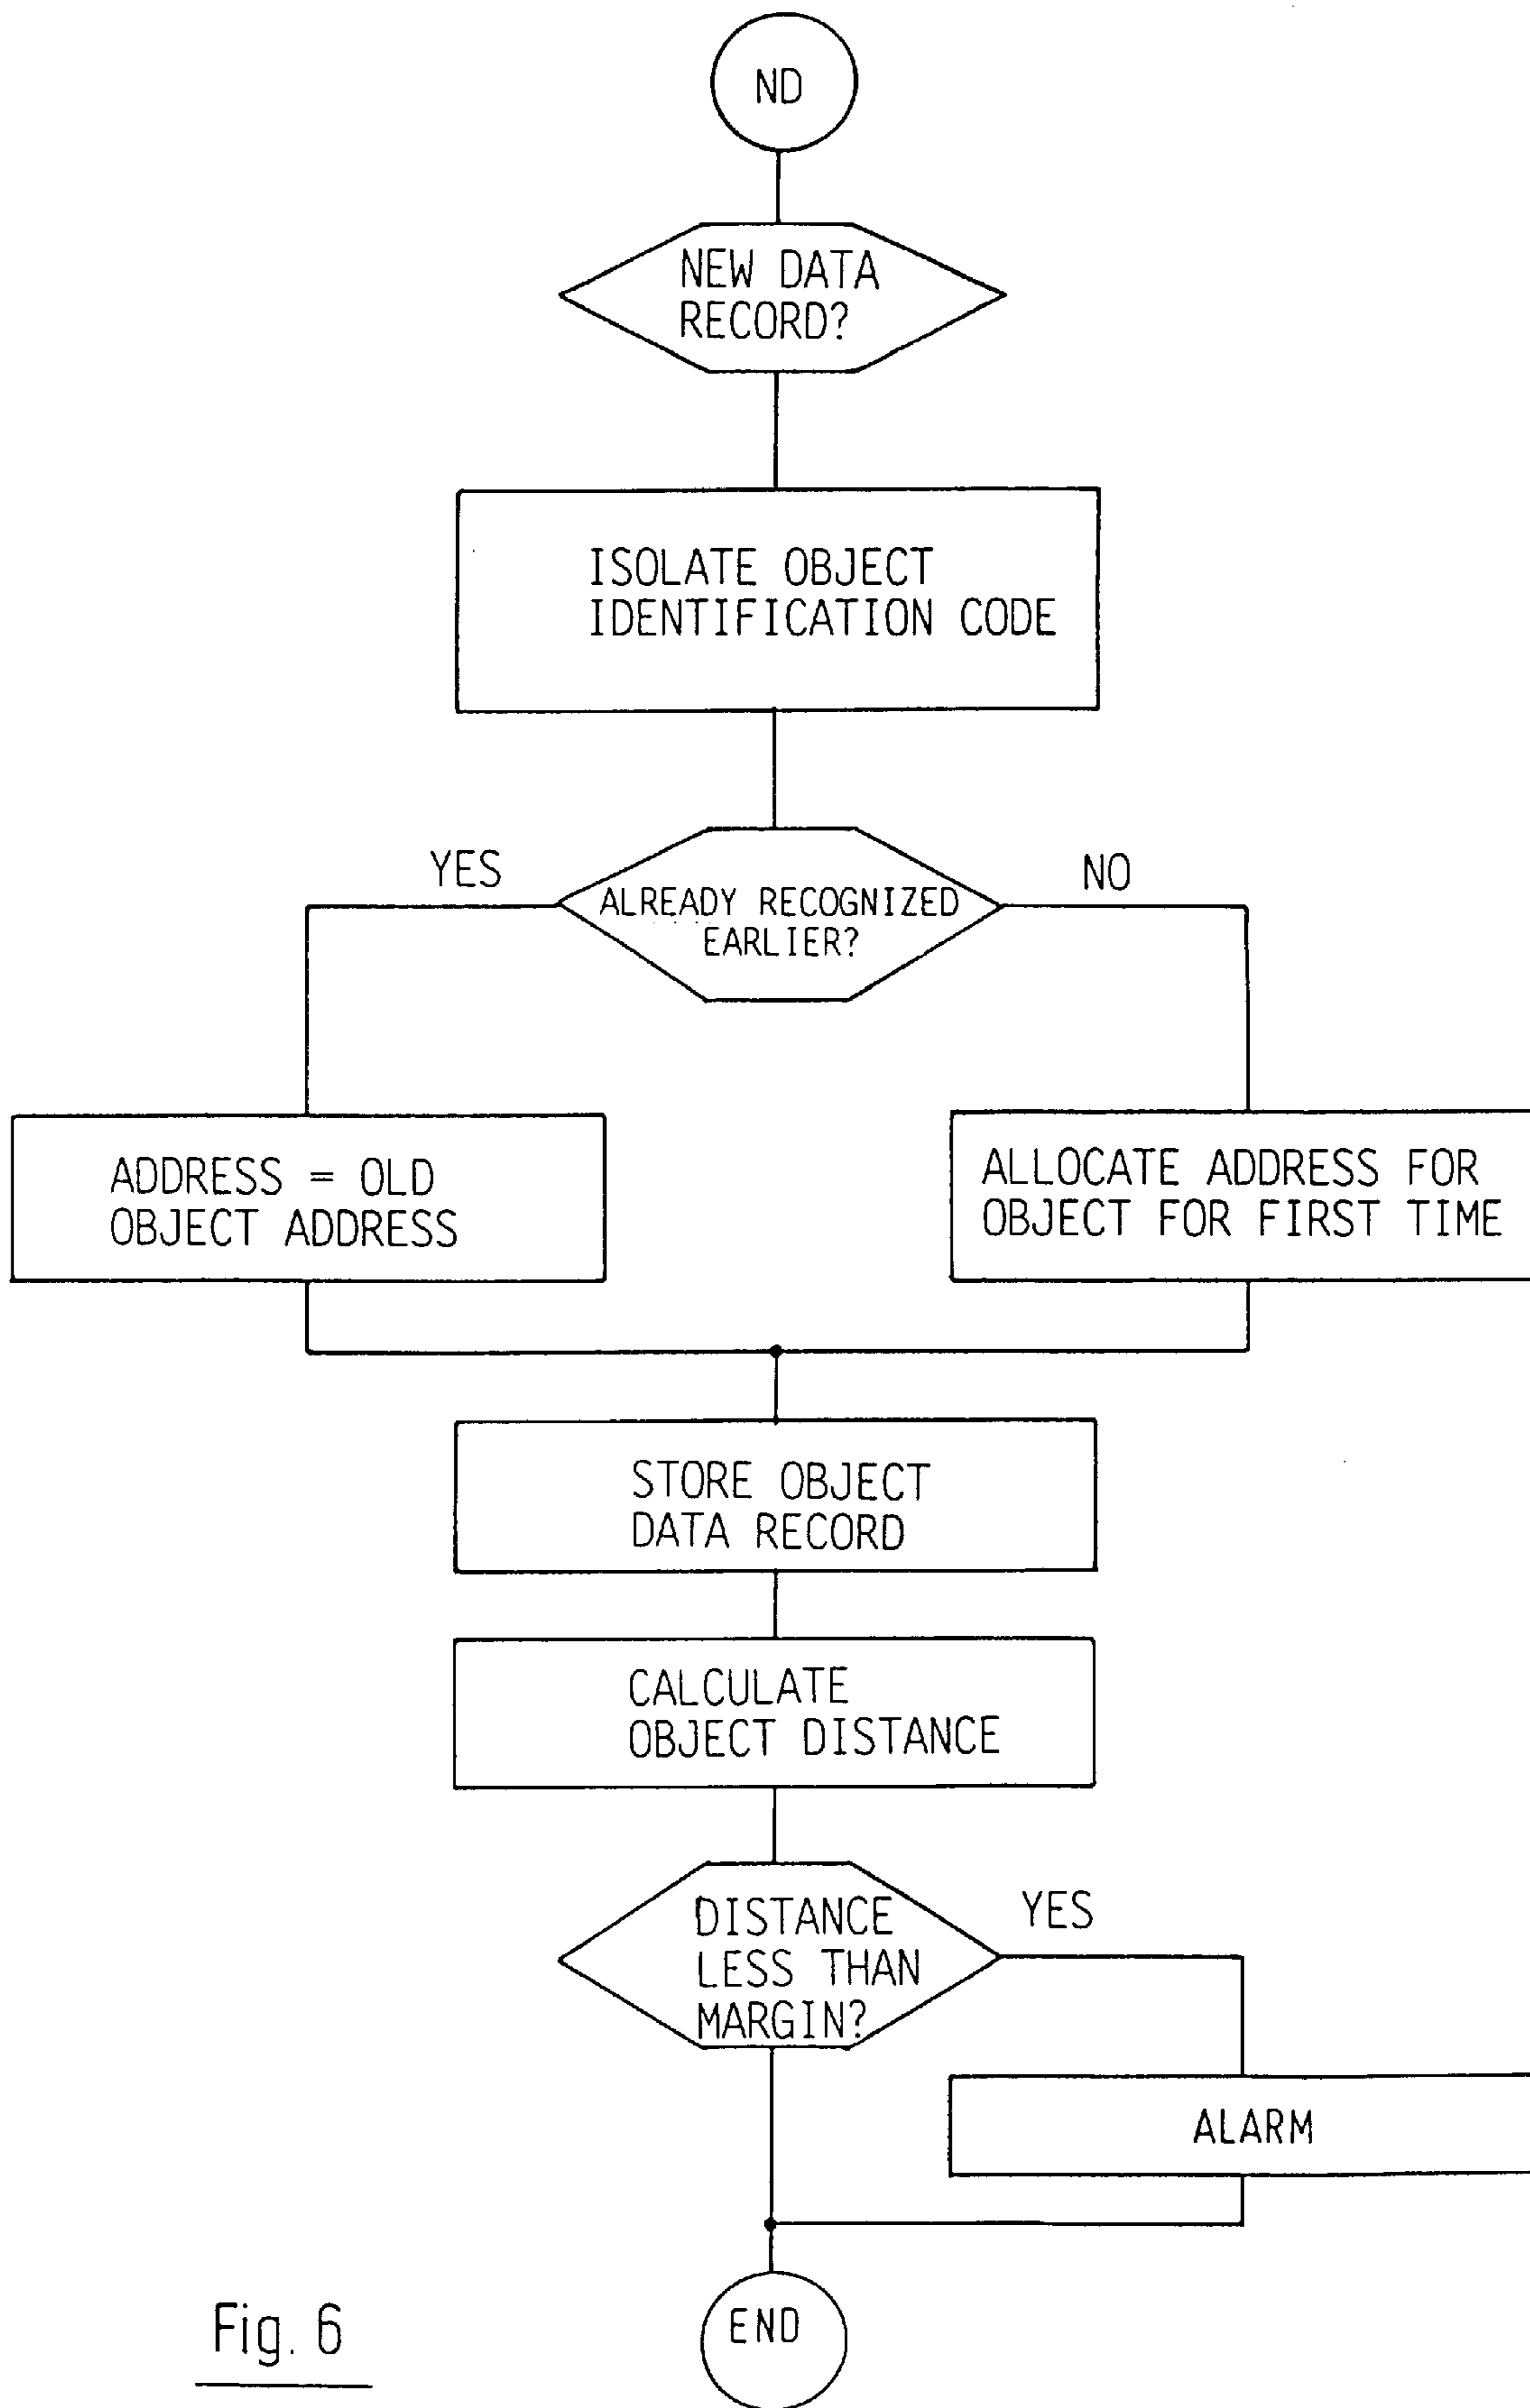 ND
NEW DATA
RECORD?
ISOLATE OBJECT
IDENTIFICATION CODE
YES
NO
ALREADY RECOGNIZED
EARLIER?
ADDRESS = OLD
OBJECT ADDRESS
ALLOCATE ADDRESS FOR
OBJECT FOR FIRST TIME
STORE OBJECT
DATA RECORD
CALCULATE
OBJECT DISTANCE
DISTANCE
LESS THAN
MARGIN?
YES
ALARM
END
Fig. 6